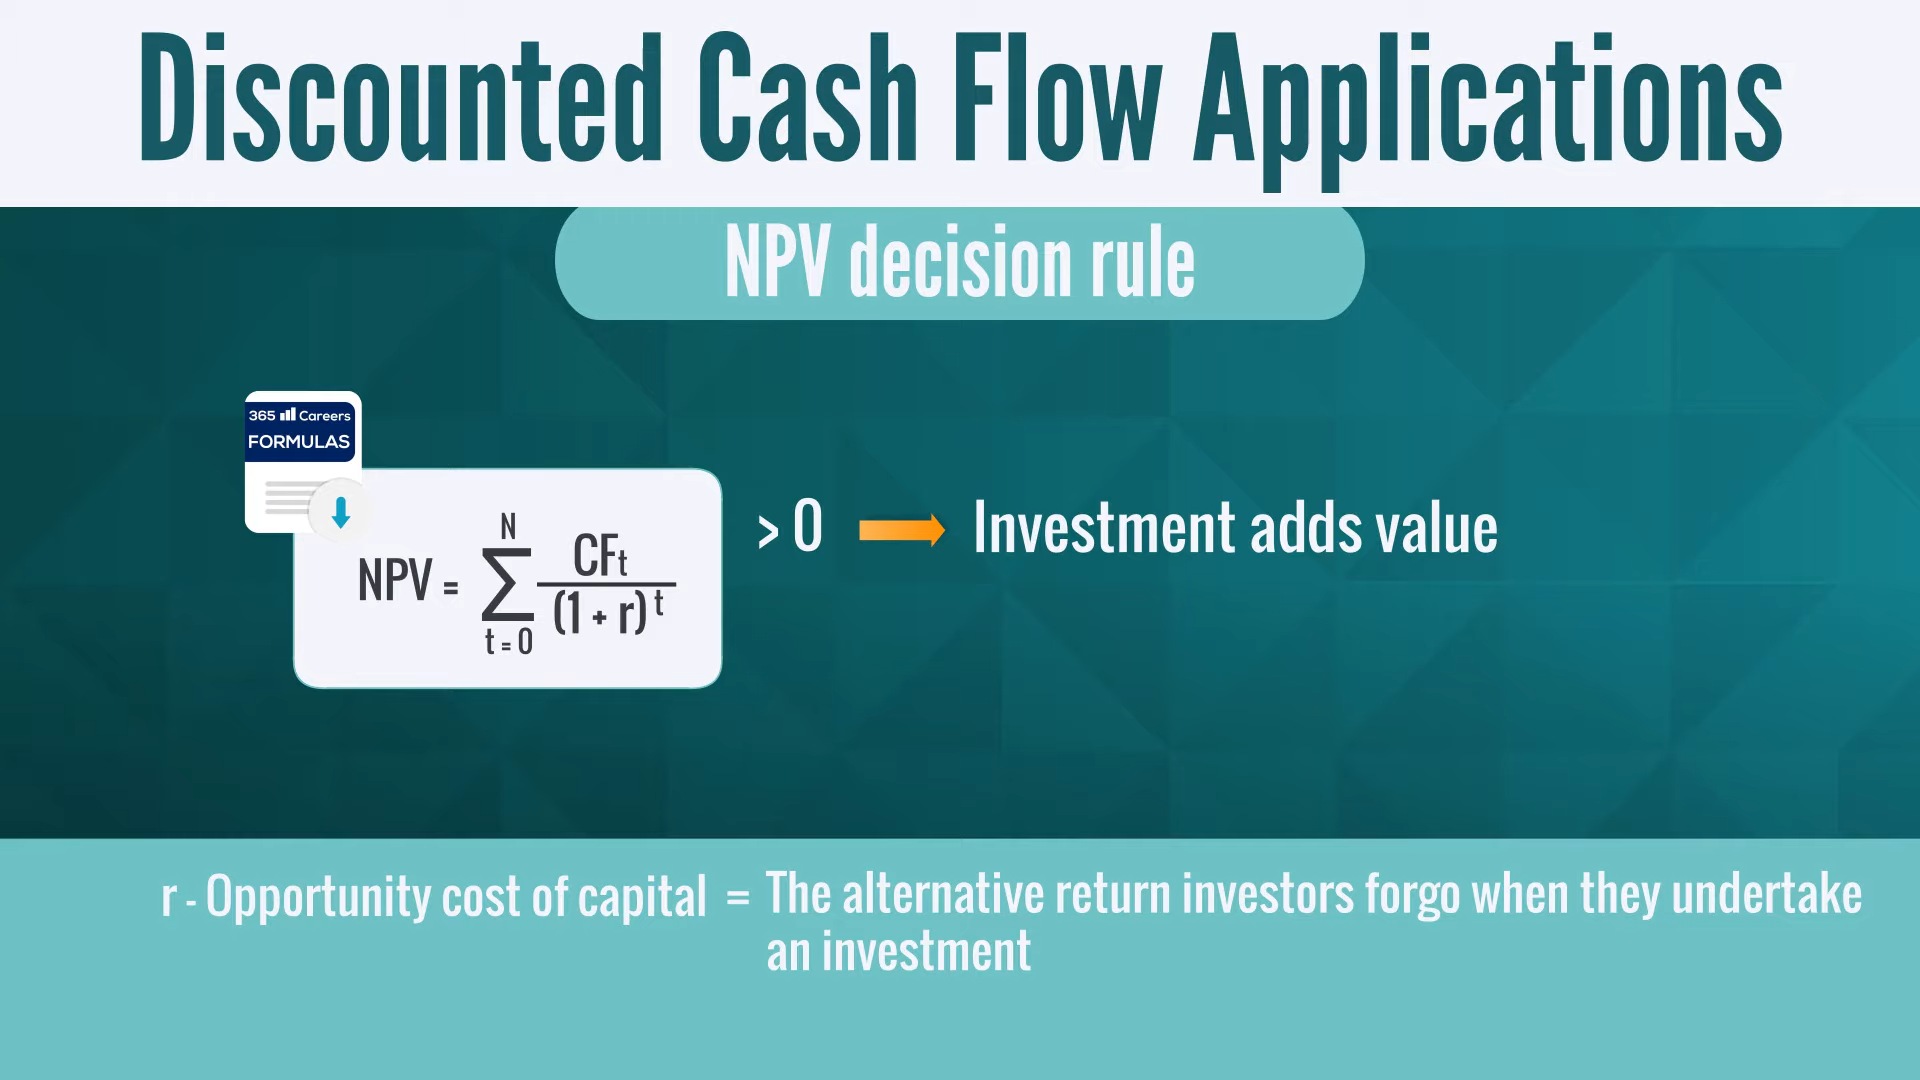 Discounted Cash Flow Applications
NPV decision rule
365 Careers
FORMULAS
N
NPV = Σ CFt
(1 + r) t
t = 0
> 0 Investment adds value
r - Opportunity cost of capital = The alternative return investors forgo when they undertake
an investment